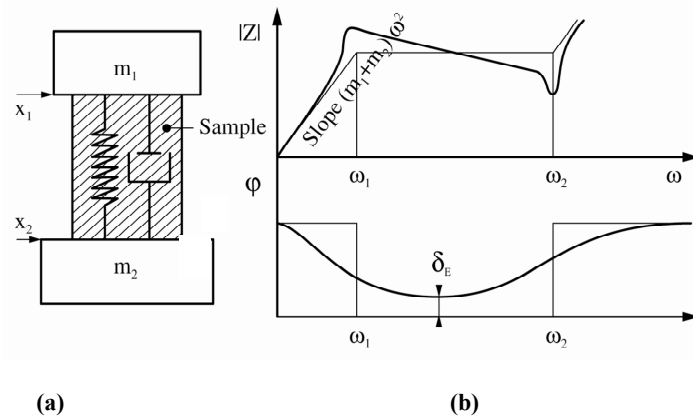 m₁
x₁
Sample
x₂
m₂
(a)
|Z|
Slope (m₁+m₂) ω²
ω₁
ω₂
ω
φ
δ_E
ω₁
ω₂
ω
(b)